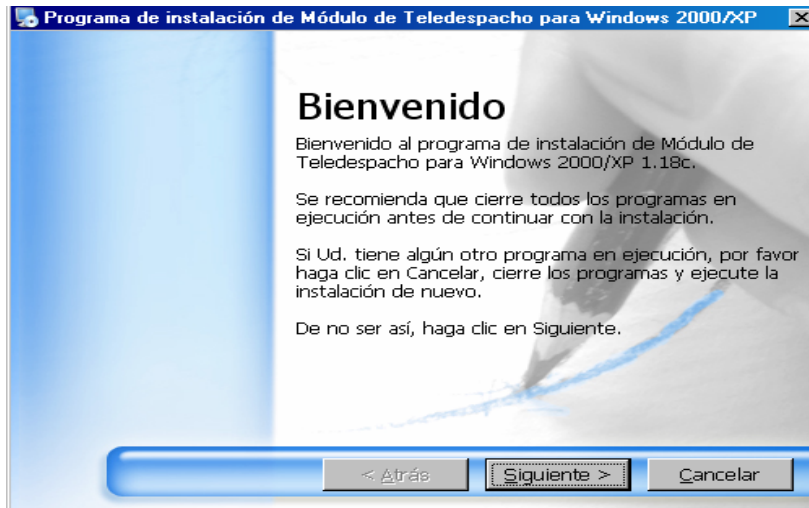 Programa de instalación de Módulo de Teledespacho para Windows 2000/XP
Bienvenido
Bienvenido al programa de instalación de Módulo de
Teledespacho para Windows 2000/XP 1.18c.
Se recomienda que cierre todos los programas en
ejecución antes de continuar con la instalación.
Si Ud. tiene algún otro programa en ejecución, por favor
haga clic en Cancelar, cierre los programas y ejecute la
instalación de nuevo.
De no ser así, haga clic en Siguiente.
< Atrás Siguiente > Cancelar